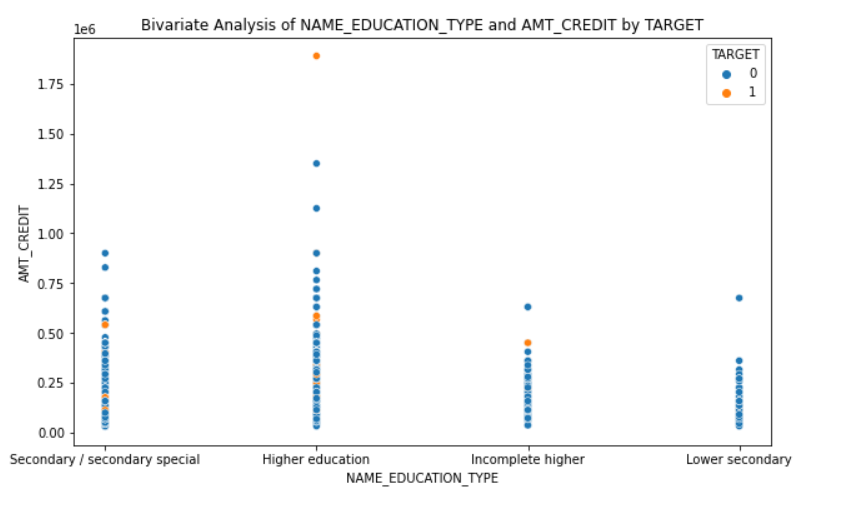 Bivariate Analysis of NAME_EDUCATION_TYPE and AMT_CREDIT by TARGET
1e6
TARGET
0
1
1.75
1.50
1.25
1.00
0.75
0.50
0.25
0.00
AMT_CREDIT
Secondary / secondary special
Higher education
Incomplete higher
Lower secondary
NAME_EDUCATION_TYPE